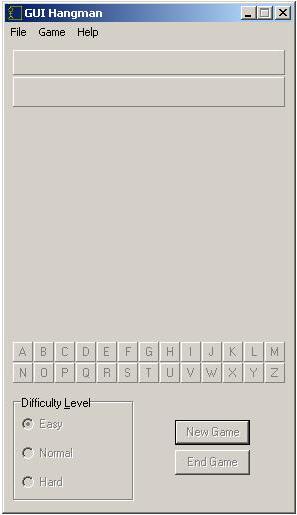 GUI Hangman
File Game Help
A B C D E F G H I J K L M
N O P Q R S T U V W X Y Z
Difficulty Level
Easy
Normal
Hard
New Game
End Game